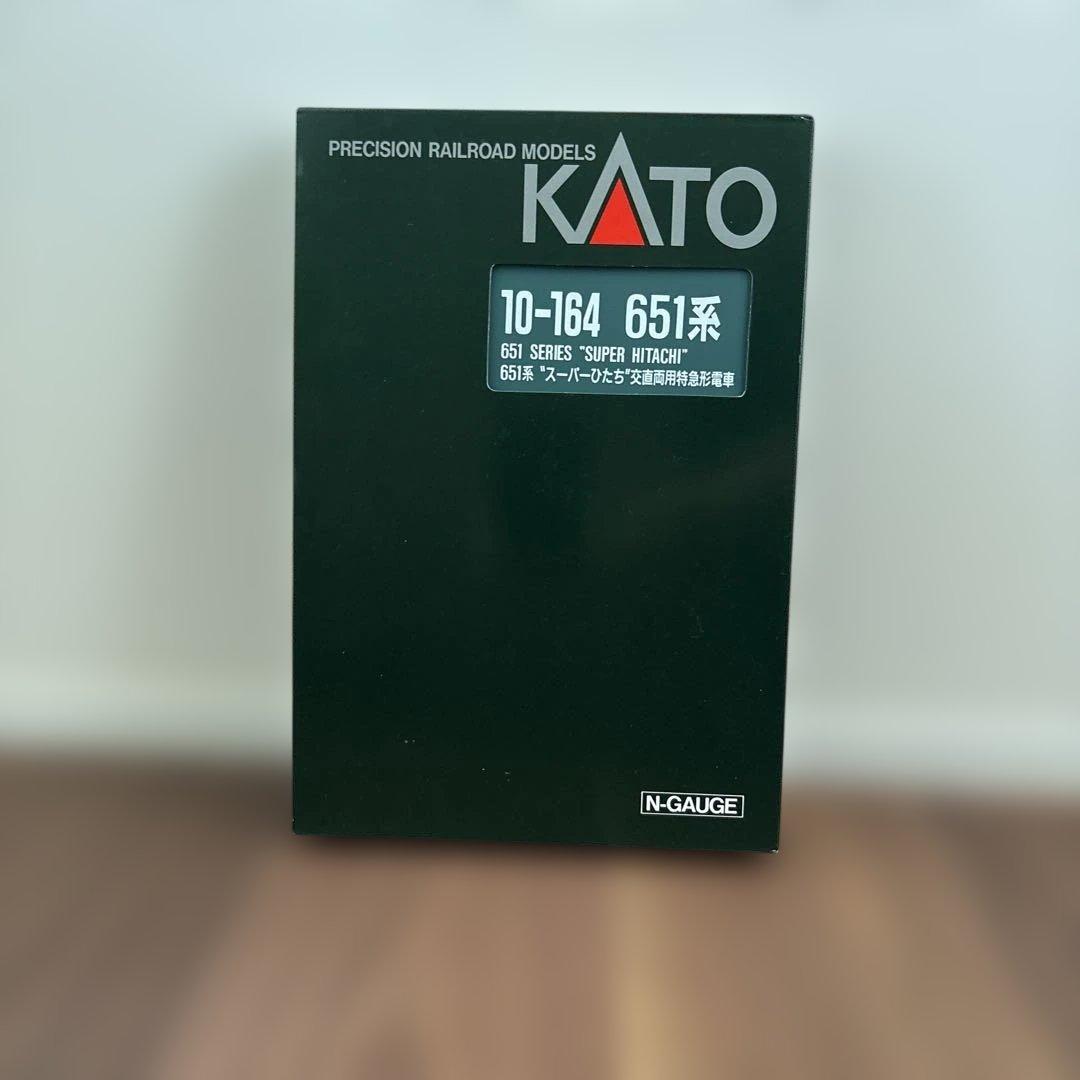 PRECISION RAILROAD MODELS
KATO
10-164 651系
651 SERIES "SUPER HITACHI"
651系 "スーパーひたち"交直両用特急形電車
N-GAUGE